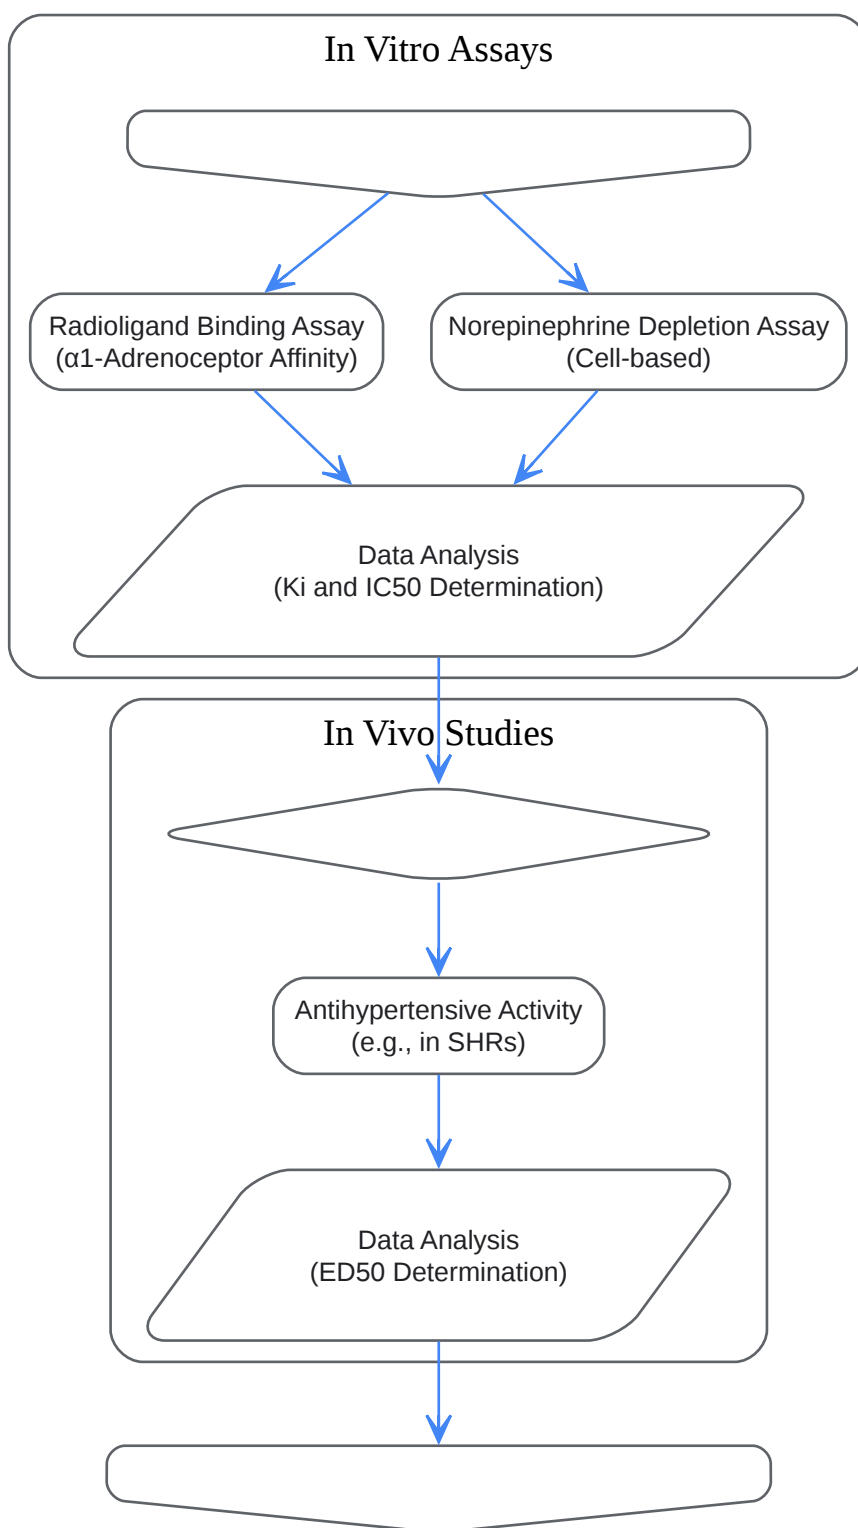 In Vitro Assays
Radioligand Binding Assay
(α1-Adrenoceptor Affinity)
Norepinephrine Depletion Assay
(Cell-based)
Data Analysis
(Ki and IC50 Determination)
In Vivo Studies
Antihypertensive Activity
(e.g., in SHRs)
Data Analysis
(ED50 Determination)